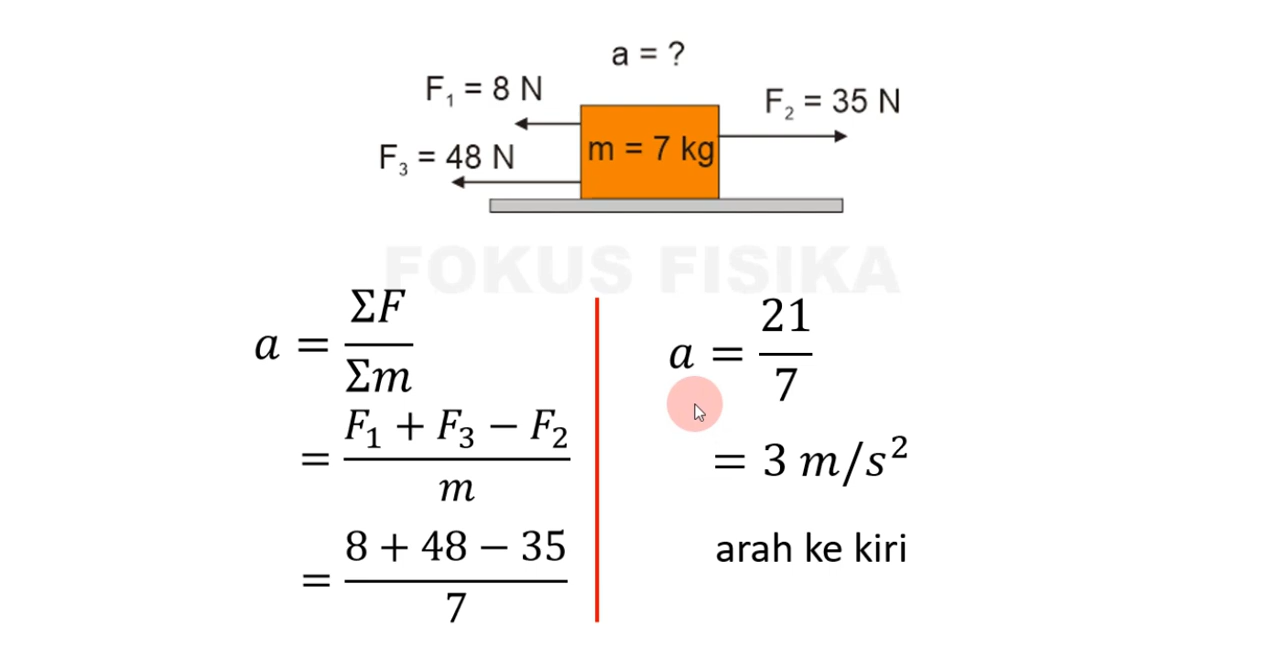 a = ?
F₁ = 8 N
F₂ = 35 N
F₃ = 48 N
m = 7 kg
FOKUS FISIKA
a = ΣF / Σm
= F₁ + F₃ − F₂ / m
= 8 + 48 − 35 / 7
a = 21 / 7
= 3 m/s²
arah ke kiri